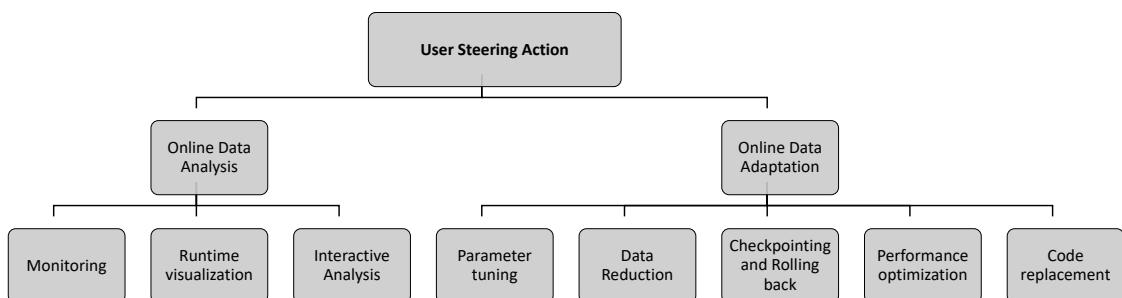 User Steering Action
Online Data
Analysis
Online Data
Adaptation
Monitoring
Runtime
visualization
Interactive
Analysis
Parameter
tuning
Data
Reduction
Checkpointing
and Rolling
back
Performance
optimization
Code
replacement